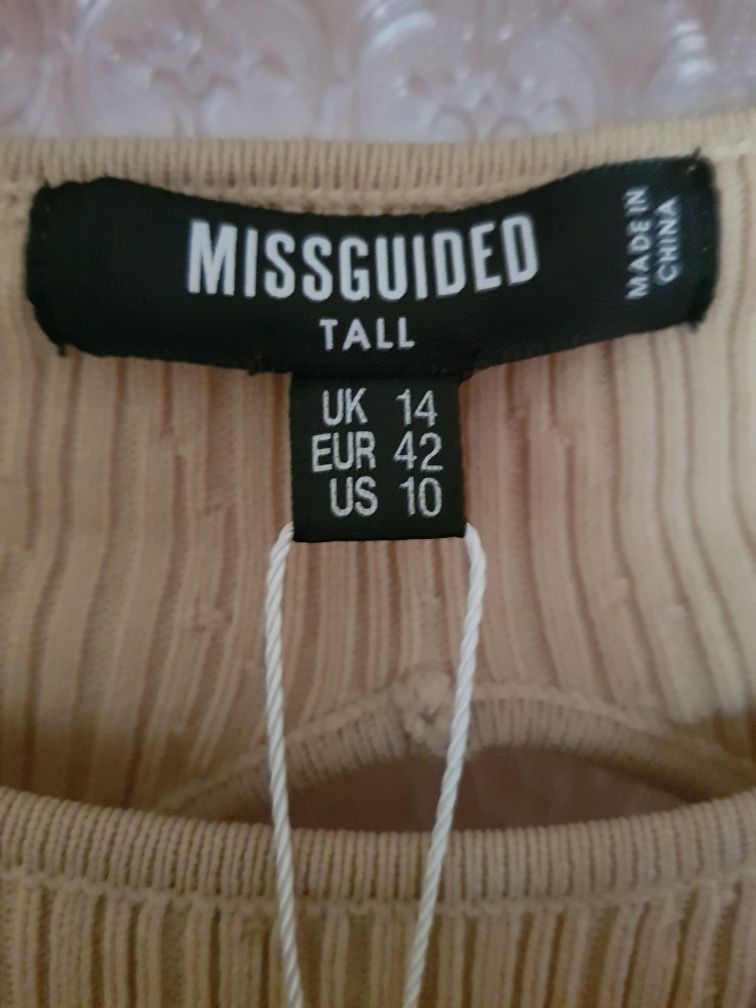 MISSGUIDED
TALL
MADE IN
CHINA
UK 14
EUR 42
US 10